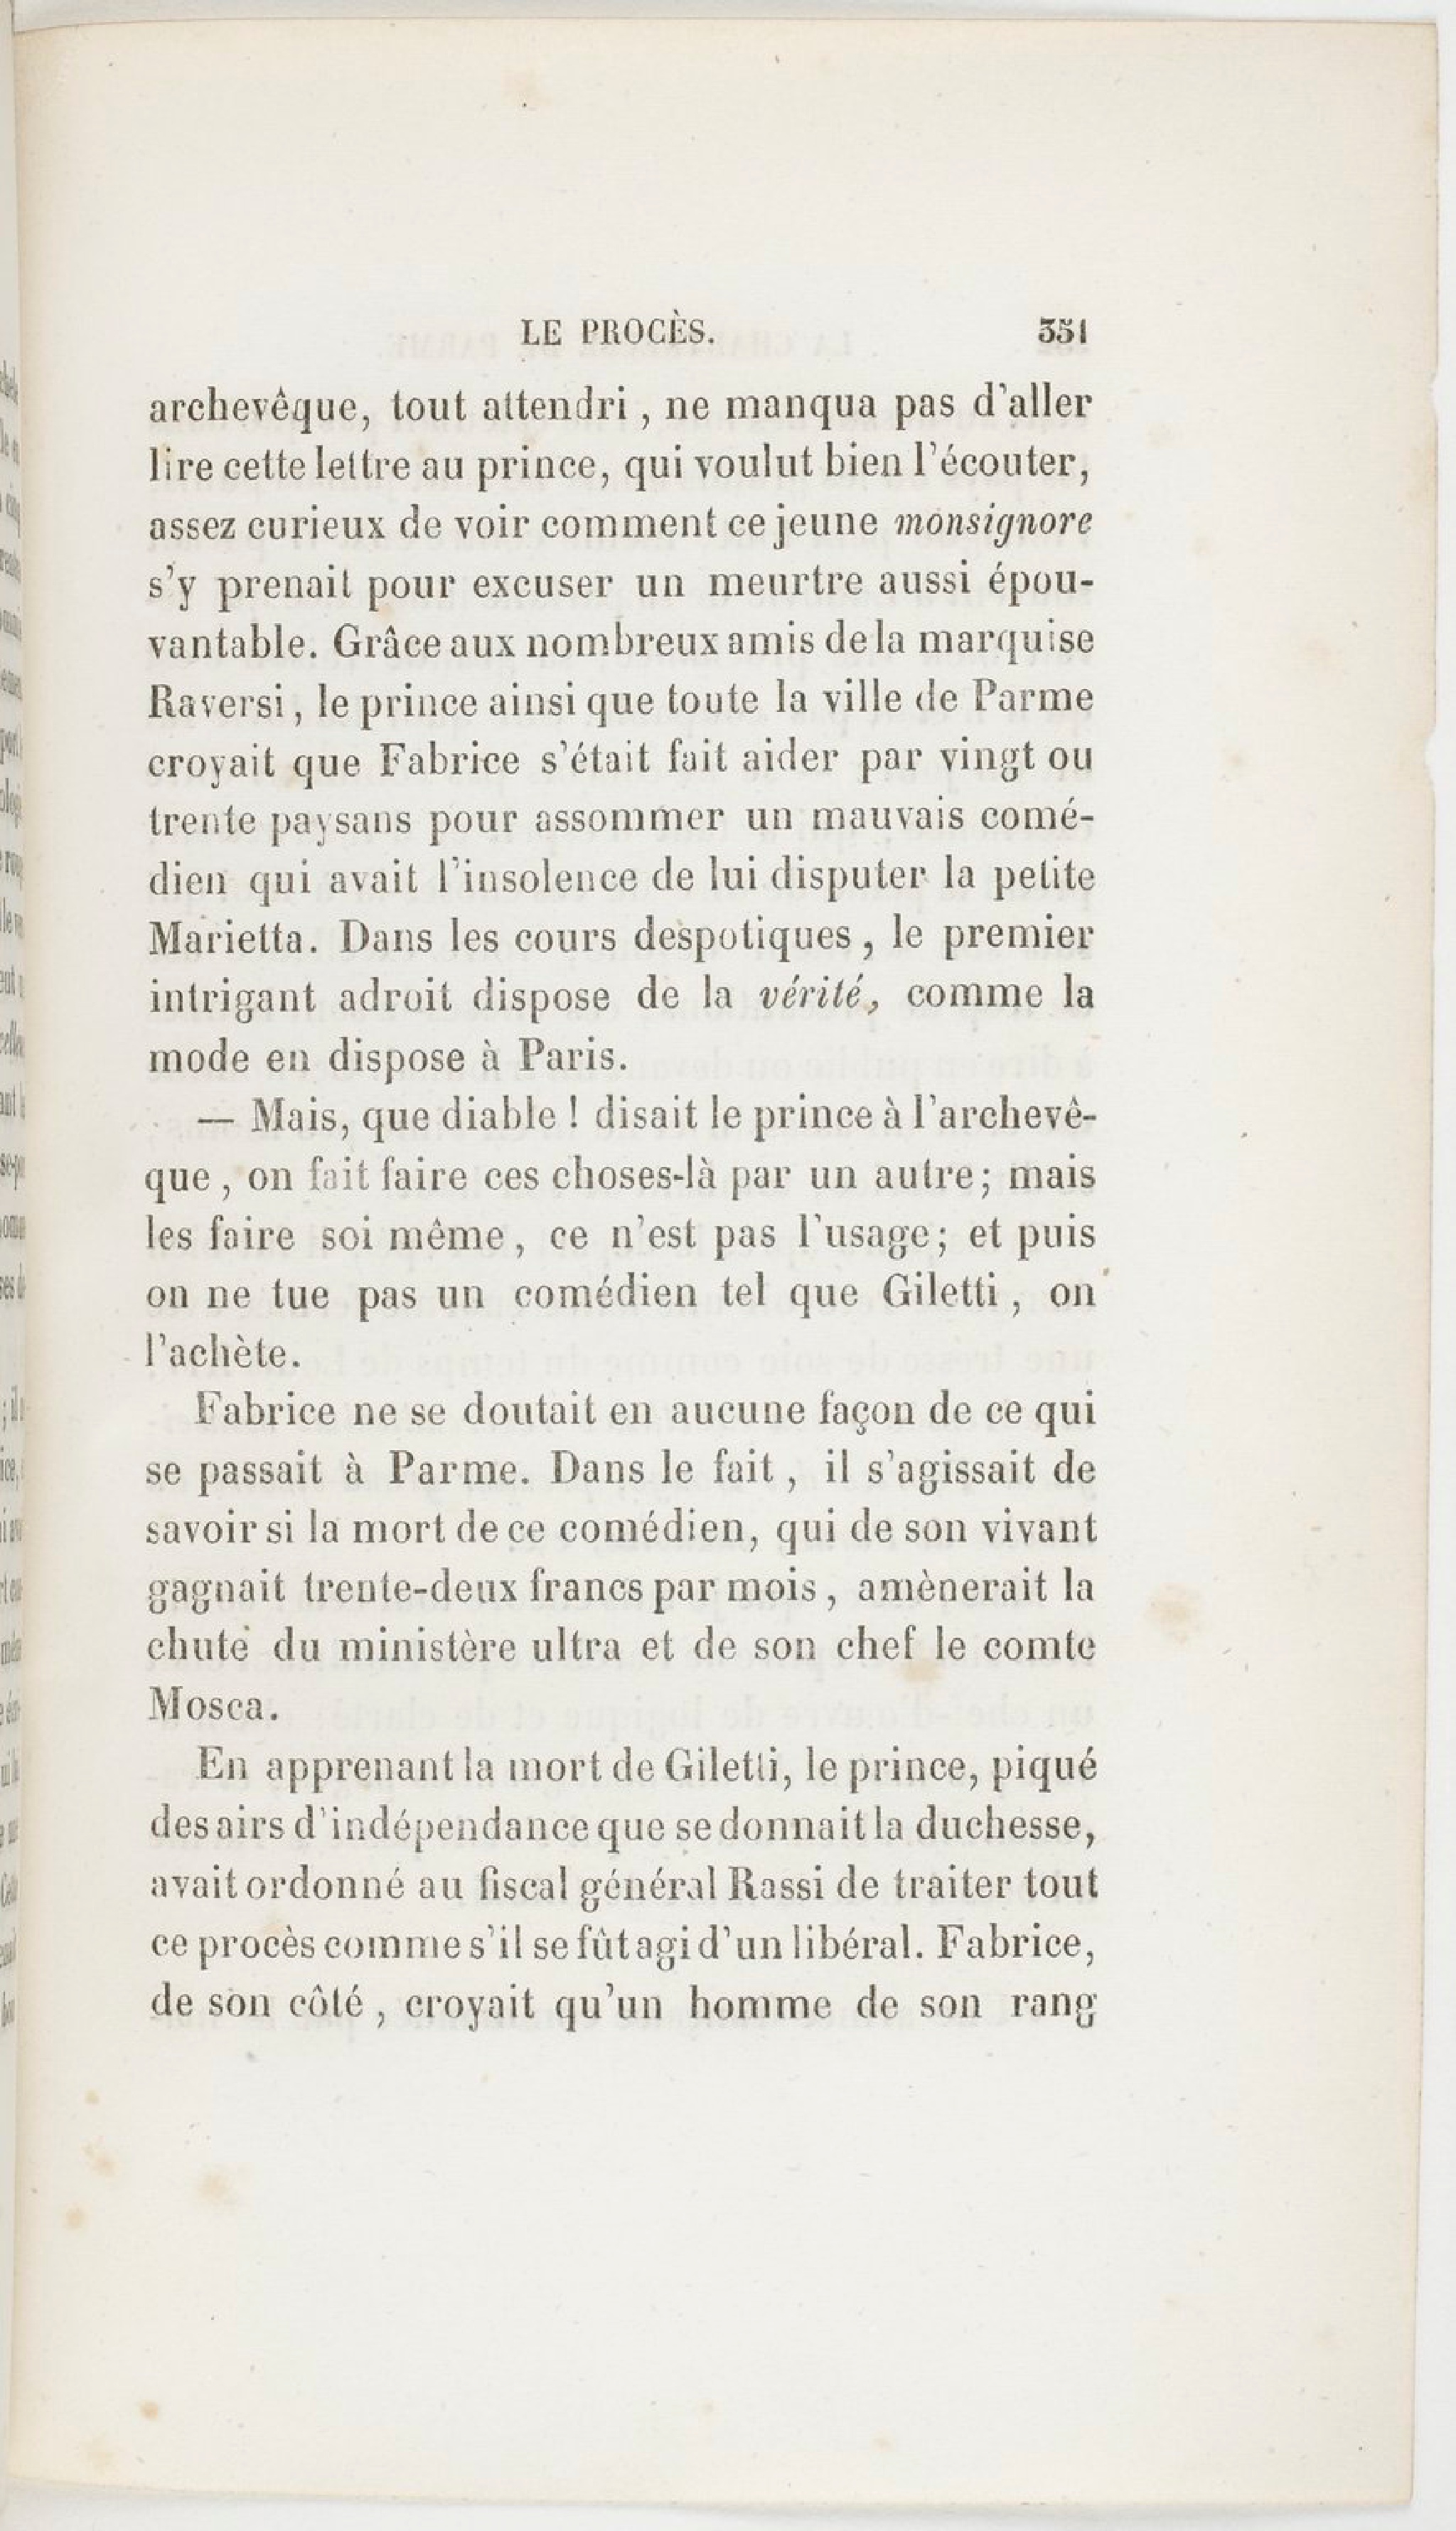 LE PROCÈS. 351
archevêque, tout attendri, ne manqua pas d'aller
lire cette lettre au prince, qui voulut bien l'écouter,
assez curieux de voir comment ce jeune monsignore
s'y prenait pour excuser un meurtre aussi épou-
vantable. Grâce aux nombreux amis de la marquise
Raversi, le prince ainsi que toute la ville de Parme
croyait que Fabrice s'était fait aider par vingt ou
trente paysans pour assommer un mauvais comé-
dien qui avait l'insolence de lui disputer la petite
Marietta. Dans les cours despotiques, le premier
intrigant adroit dispose de la vérité, comme la
mode en dispose à Paris.
— Mais, que diable ! disait le prince à l'archevê-
que, on fait faire ces choses-là par un autre; mais
les faire soi même, ce n'est pas l'usage; et puis
on ne tue pas un comédien tel que Giletti, on
l'achète.
Fabrice ne se doutait en aucune façon de ce qui
se passait à Parme. Dans le fait, il s'agissait de
savoir si la mort de ce comédien, qui de son vivant
gagnait trente-deux francs par mois, amènerait la
chute du ministère ultra et de son chef le comte
Mosca.
En apprenant la mort de Giletti, le prince, piqué
des airs d'indépendance que se donnait la duchesse,
avait ordonné au fiscal général Rassi de traiter tout
ce procès comme s'il se fût agi d'un libéral. Fabrice,
de son côté, croyait qu'un homme de son rang